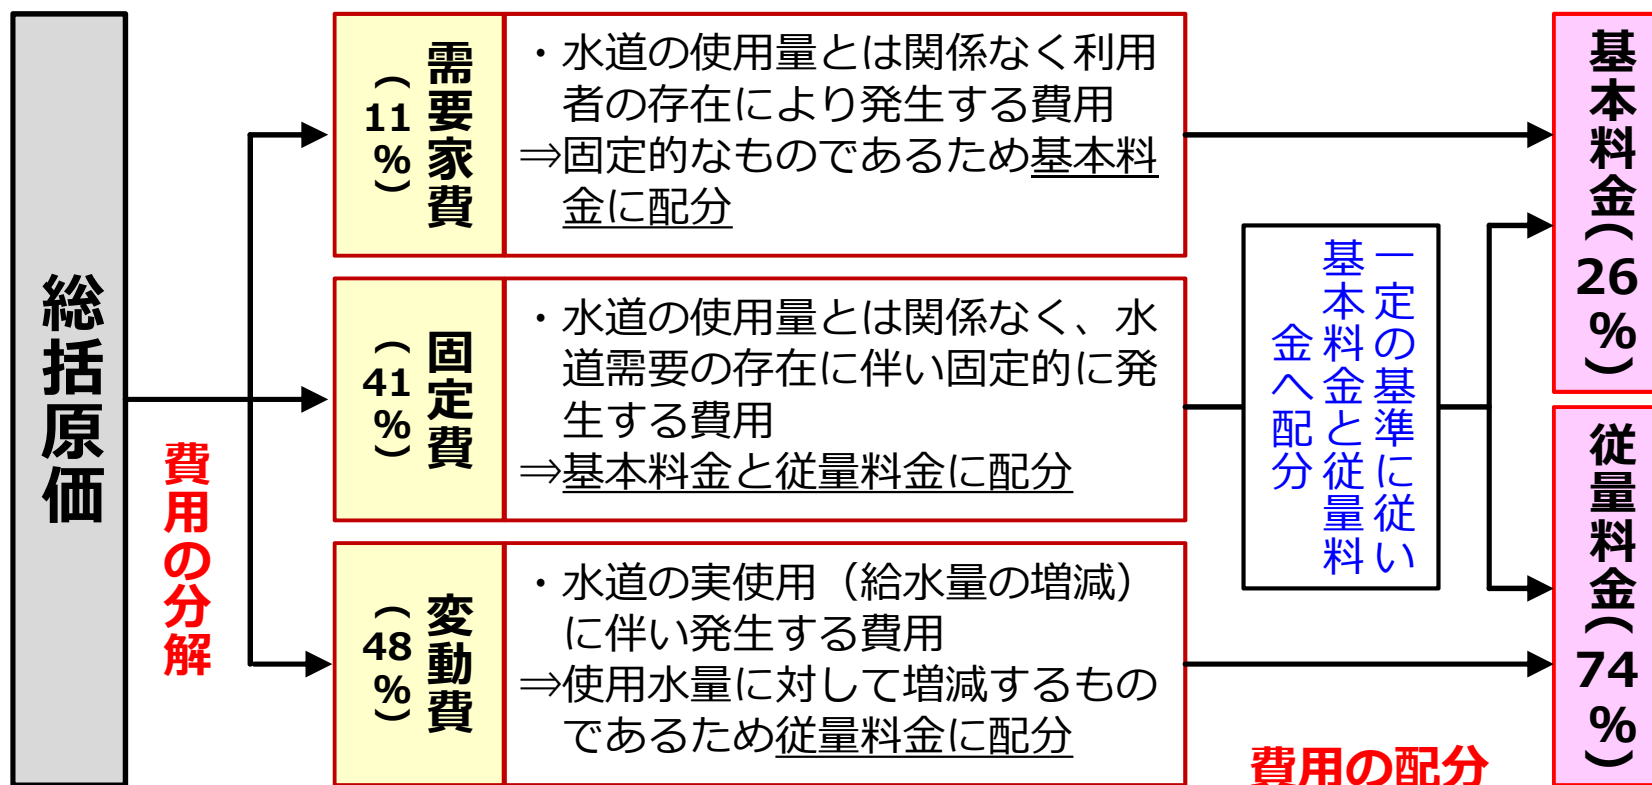 総括原価
費用の分解
需要家費
（11%）
・水道の使用量とは関係なく利用
者の存在により発生する費用
⇒固定的なものであるため基本料
金に配分
固定費
（41%）
・水道の使用量とは関係なく、水
道需要の存在に伴い固定的に発
生する費用
⇒基本料金と従量料金に配分
変動費
（48%）
・水道の実使用（給水量の増減）
に伴い発生する費用
⇒使用水量に対して増減するもの
であるため従量料金に配分
一定の基準に従い
基本料金と従量料
金へ配分
費用の配分
基本料金（26%）
従量料金（74%）